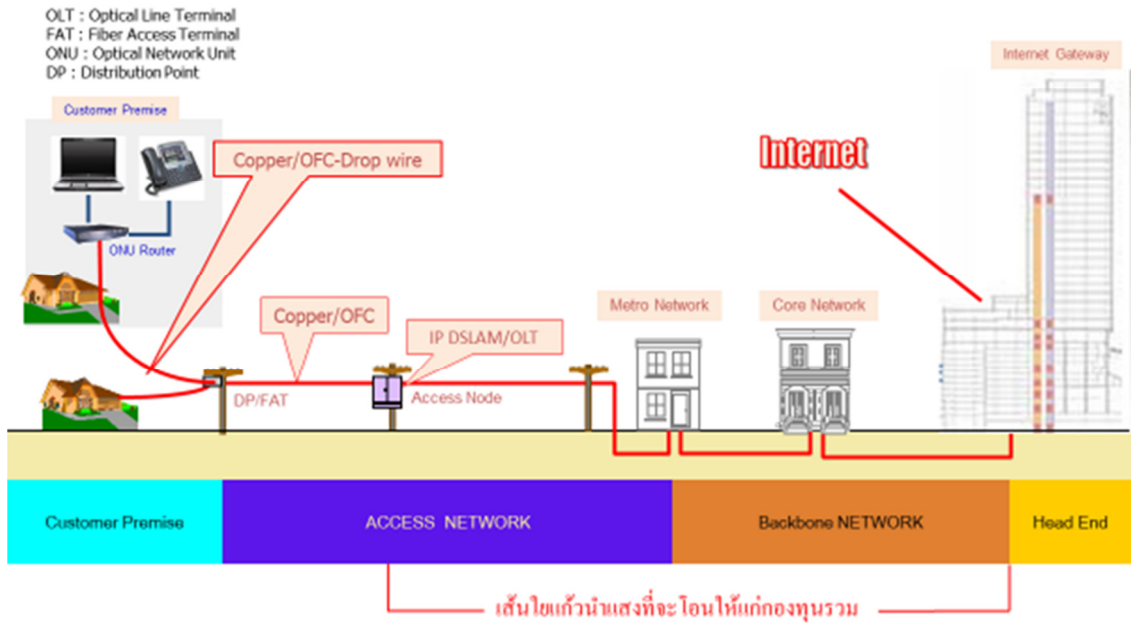 OLT : Optical Line Terminal
FAT : Fiber Access Terminal
ONU : Optical Network Unit
DP : Distribution Point
Internet Gateway
Customer Premise
Copper/OFC-Drop wire
Internet
ONU Router
Copper/OFC
IP DSLAM/OLT
Metro Network
Core Network
DP/FAT
Access Node
Customer Premise
ACCESS NETWORK
Backbone NETWORK
Head End
เส้นใยแก้วนำแสงที่จะโอนให้แก่กองทุนรวม